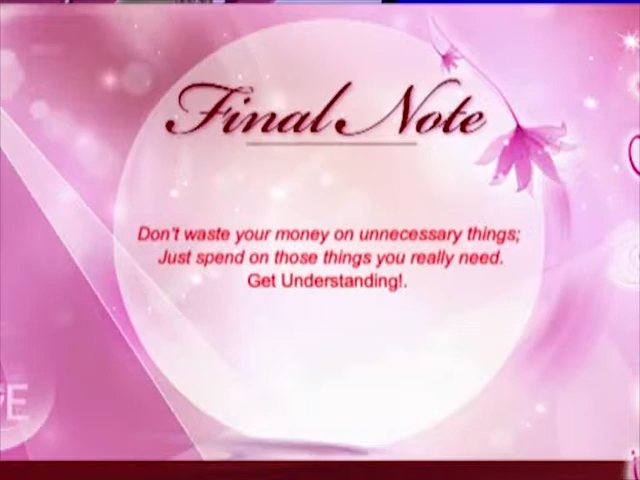 Final Note
Don't waste your money on unnecessary things;
Just spend on those things you really need.
Get Understanding!.